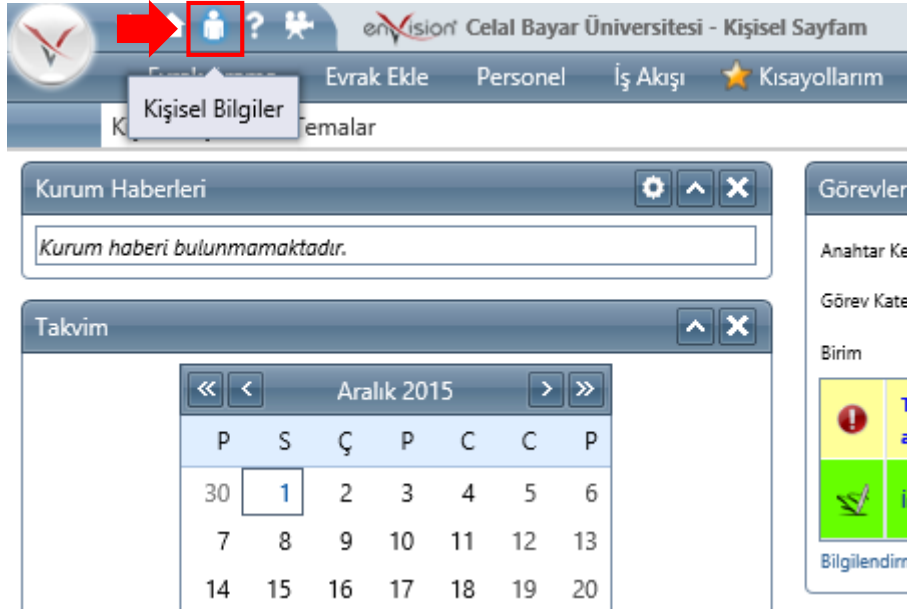 enVision Celal Bayar Üniversitesi - Kişisel Sayfam
Evrak Ekle Personel İş Akışı Kısayollarım
Kişisel Bilgiler
Kurum Haberleri
Kurum haberi bulunmamaktadır.
Takvim
Aralık 2015
P S Ç P C C P
30 1 2 3 4 5 6
7 8 9 10 11 12 13
14 15 16 17 18 19 20
Görevler
Anahtar Ke
Görev Kate
Birim
Bilgilendirm